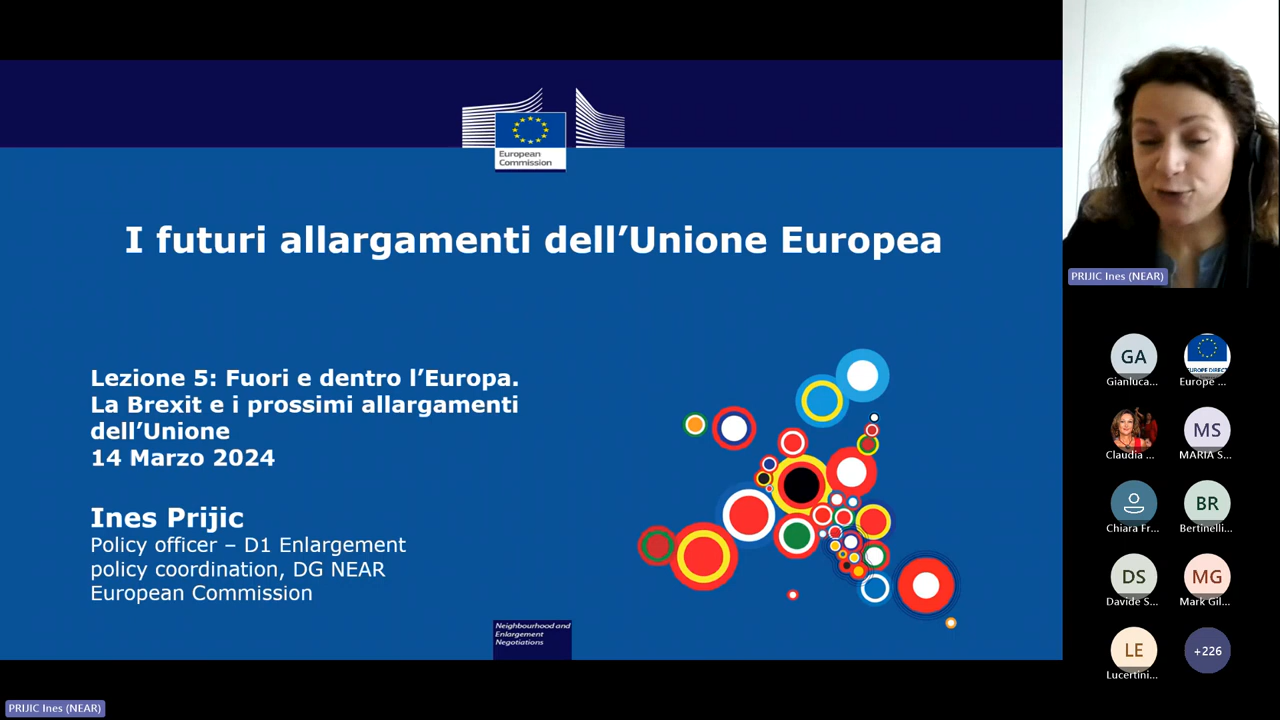 European
Commission
I futuri allargamenti dell’Unione Europea
Lezione 5: Fuori e dentro l’Europa.
La Brexit e i prossimi allargamenti
dell’Unione
14 Marzo 2024
Ines Prijic
Policy officer – D1 Enlargement
policy coordination, DG NEAR
European Commission
Neighbourhood and
Enlargement
Negotiations
PRIJIC Ines (NEAR)
PRIJIC Ines (NEAR)
GA
Gianluca...
EUROPE DIRECT
Europe ...
Claudia ...
MS
MARIA S...
Chiara Fr...
BR
Bertinelli...
DS
Davide S...
MG
Mark Gil...
LE
Lucertini...
+226